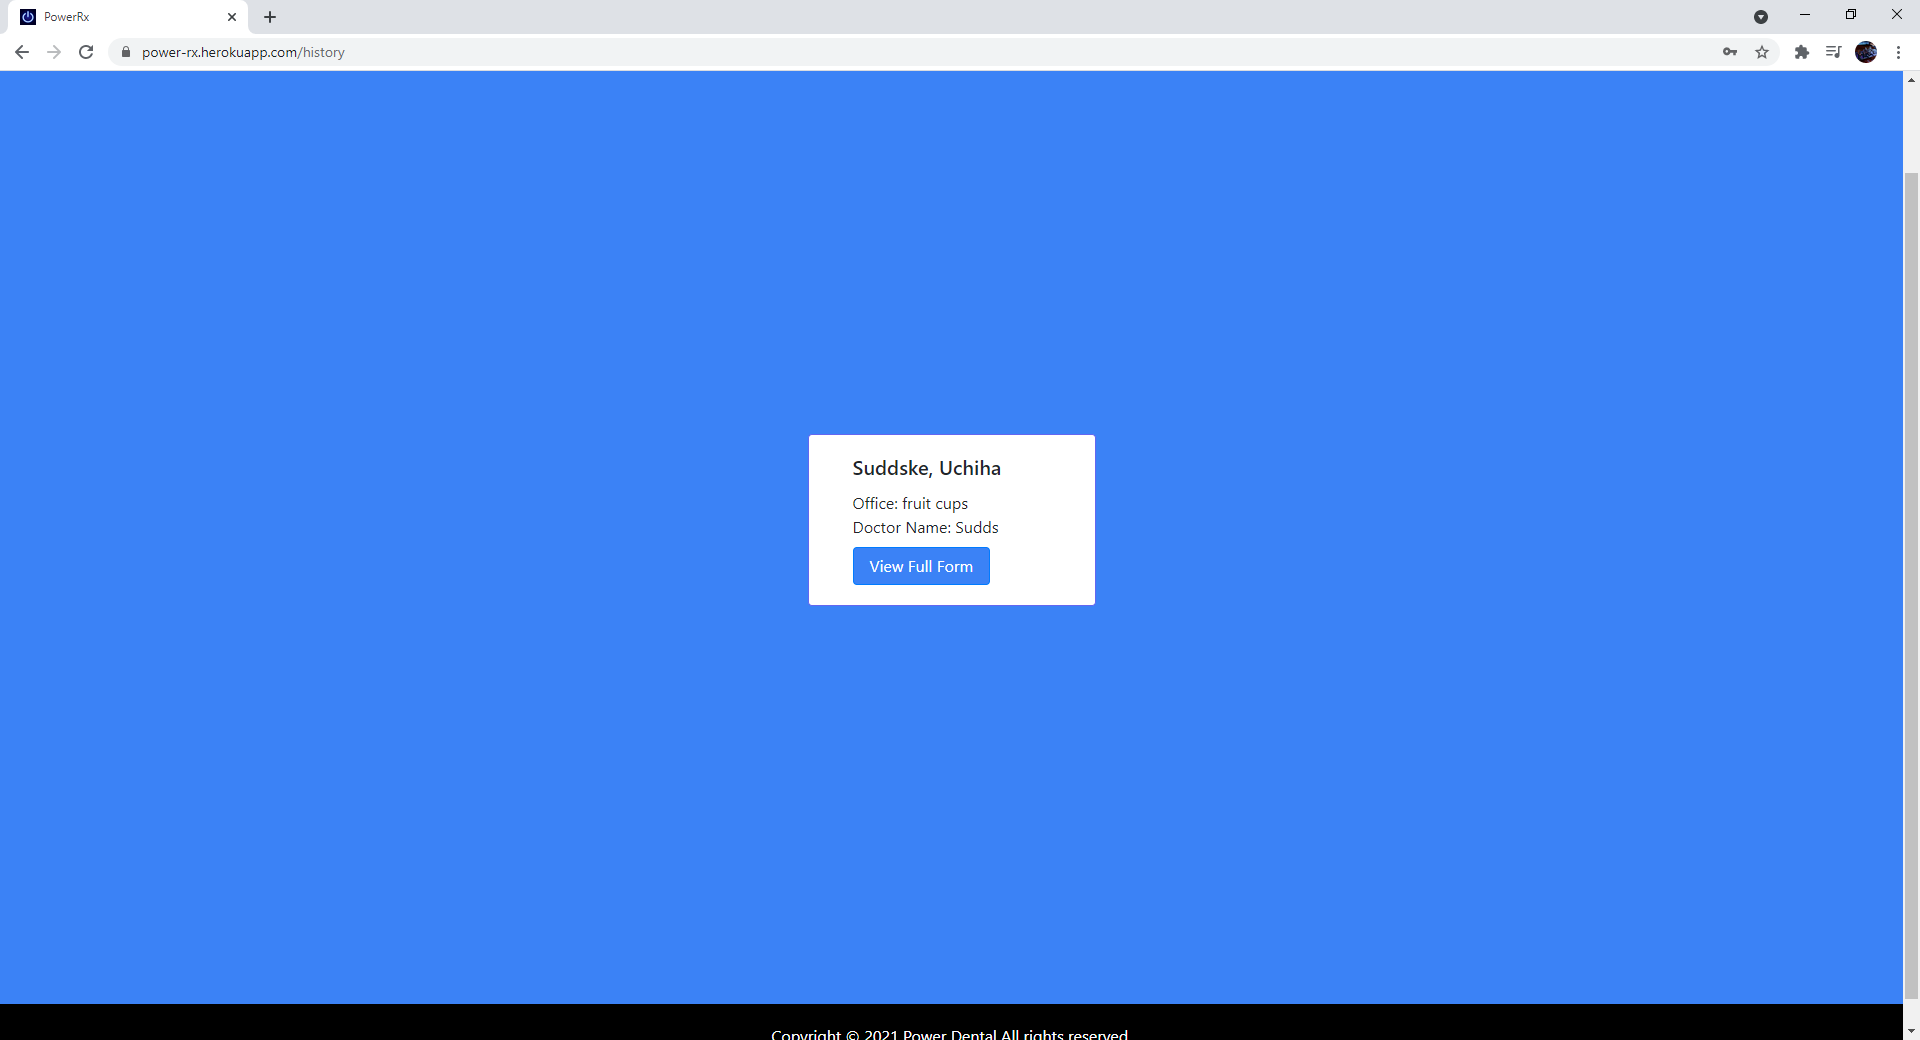 PowerRx
power-rx.herokuapp.com/history
Suddske, Uchiha
Office: fruit cups
Doctor Name: Sudds
View Full Form
Copyright © 2021 Power Dental All rights reserved